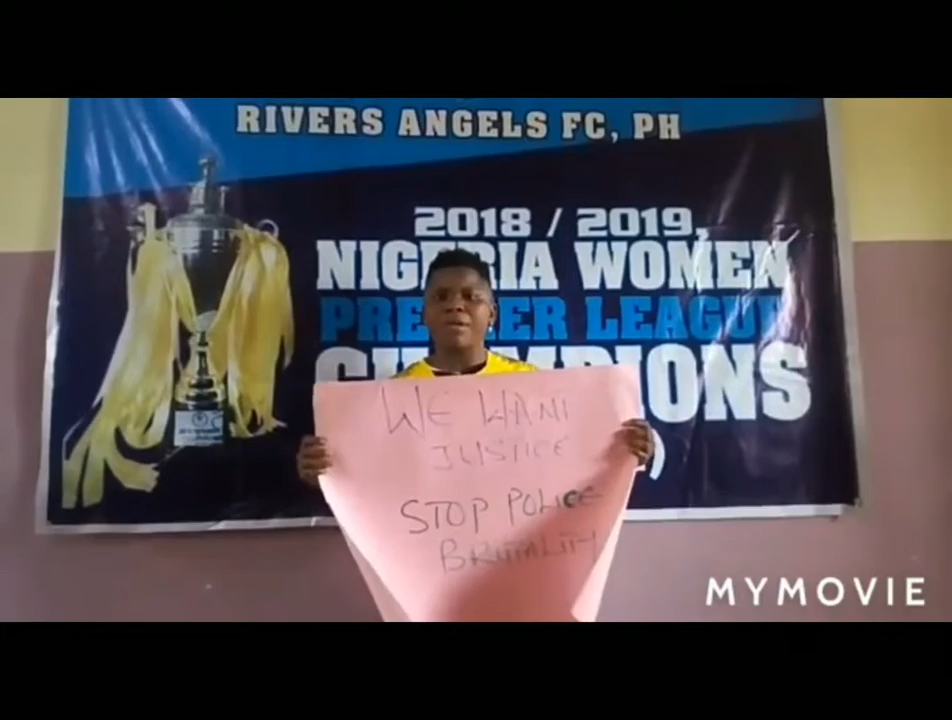 RIVERS ANGELS FC, PH
2018 / 2019,
NIGERIA WOMEN
PREMIER LEAGUE
CHAMPIONS
)
WE WANT
JUSTICE
STOP POLICE
BRUTALITY
MYMOVIE